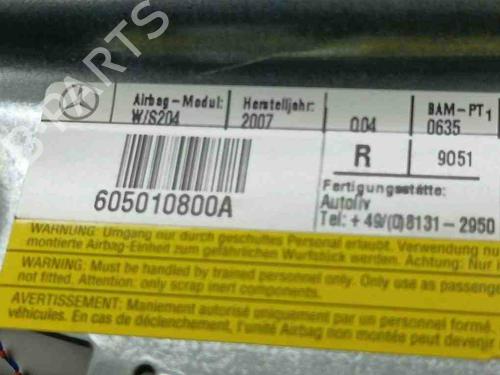 Airbag-Modul:
W/S204
Herstelljahr:
2007
004
BAM-PT1
0635
R
9051
605010800A
Fertigungsstätte:
Autoliv
Tel: +49/(0)8131-2950
WARNUNG: Umgang nur durch geschultes Personal erlaubt. Verwendung nur
montierte Airbag-Einheit zum gefährlichen Wurfstück werden. Achtung: Nur
WARNING: Must be handled by trained personnel only. Only use as passenger
not fitted. Attention: only scrap inert components.
AVERTISSEMENT: Maniement autorisé uniquement par un personnel formé.
véhicules. En cas de déclenchement, l'unité Airbag non montée peut devenir
PARTS